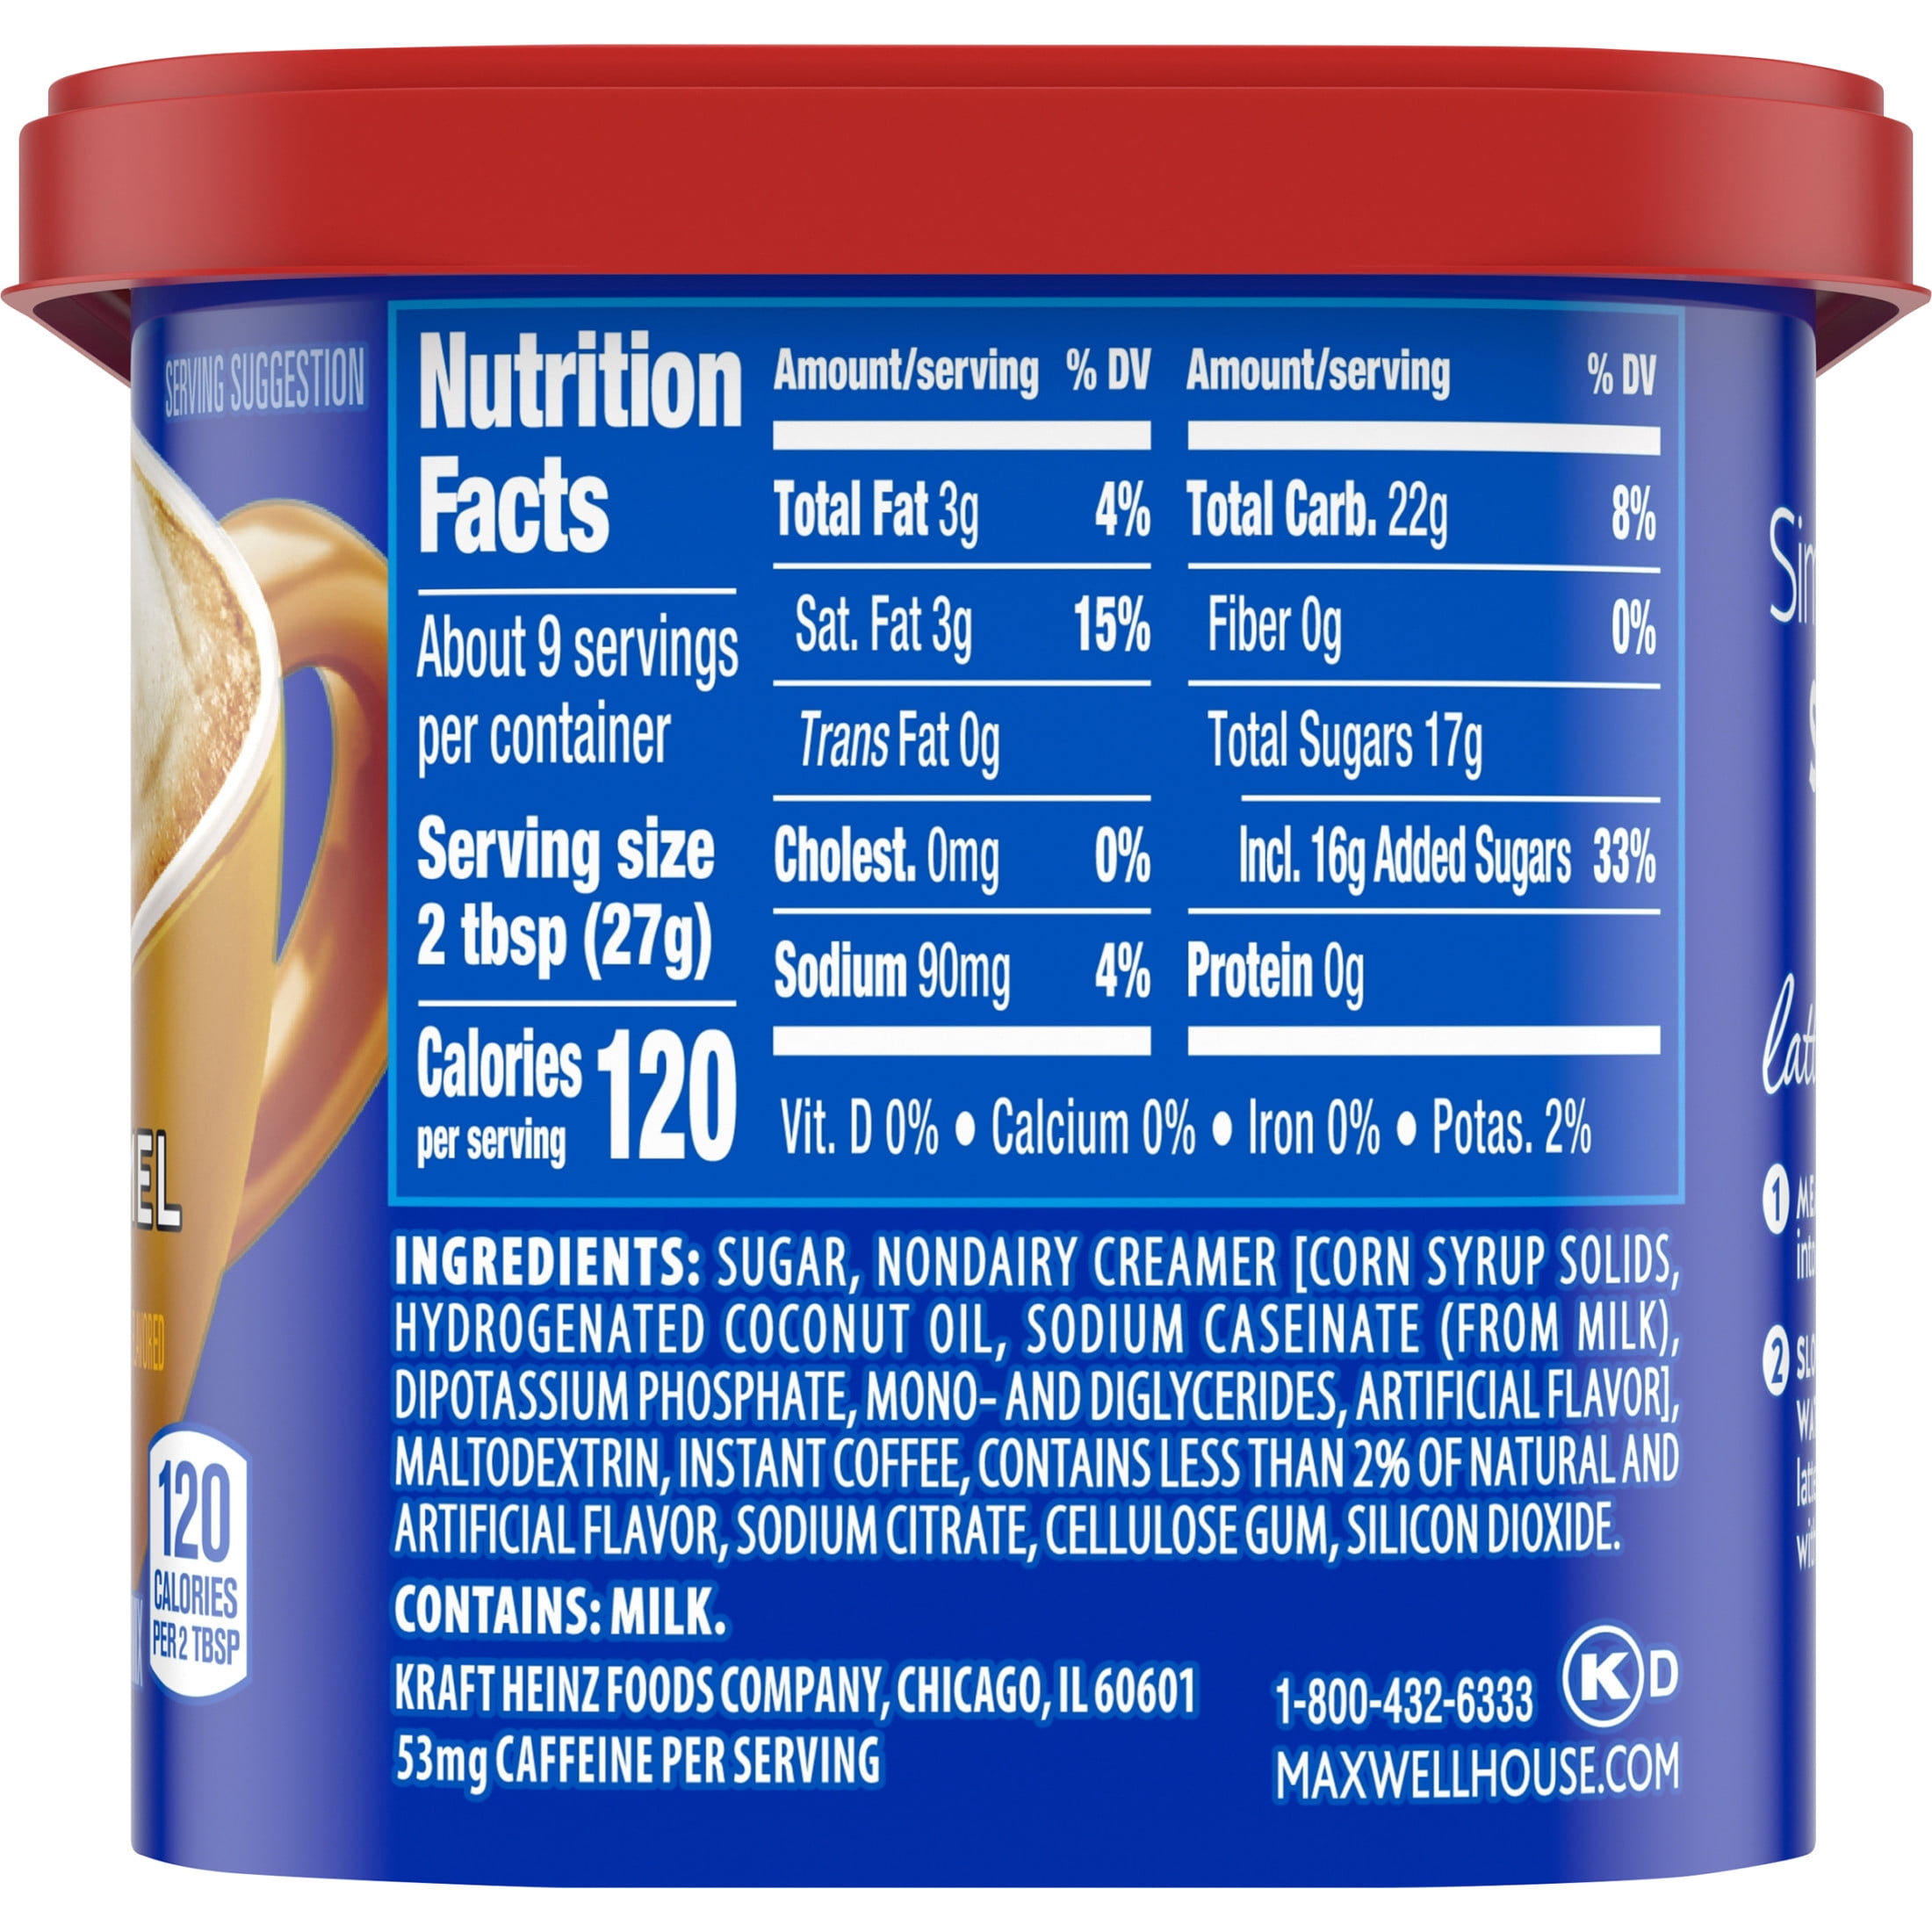 SERVING SUGGESTION
Nutrition
Facts
About 9 servings
per container
Serving size
2 tbsp (27g)
Calories 120
per serving
Amount/serving % DV
Total Fat 3g 4%
Sat. Fat 3g 15%
Trans Fat 0g
Cholest. 0mg 0%
Sodium 90mg 4%
Amount/serving % DV
Total Carb. 22g 8%
Fiber 0g 0%
Total Sugars 17g
Incl. 16g Added Sugars 33%
Protein 0g
Vit. D 0% • Calcium 0% • Iron 0% • Potas. 2%
INGREDIENTS: SUGAR, NONDAIRY CREAMER [CORN SYRUP SOLIDS,
HYDROGENATED COCONUT OIL, SODIUM CASEINATE (FROM MILK),
DIPOTASSIUM PHOSPHATE, MONO- AND DIGLYCERIDES, ARTIFICIAL FLAVOR],
MALTODEXTRIN, INSTANT COFFEE, CONTAINS LESS THAN 2% OF NATURAL AND
ARTIFICIAL FLAVOR, SODIUM CITRATE, CELLULOSE GUM, SILICON DIOXIDE.
CONTAINS: MILK.
KRAFT HEINZ FOODS COMPANY, CHICAGO, IL 60601
53mg CAFFEINE PER SERVING
1-800-432-6333
K D
MAXWELLHOUSE.COM
120
CALORIES
PER 2 TBSP
1
2